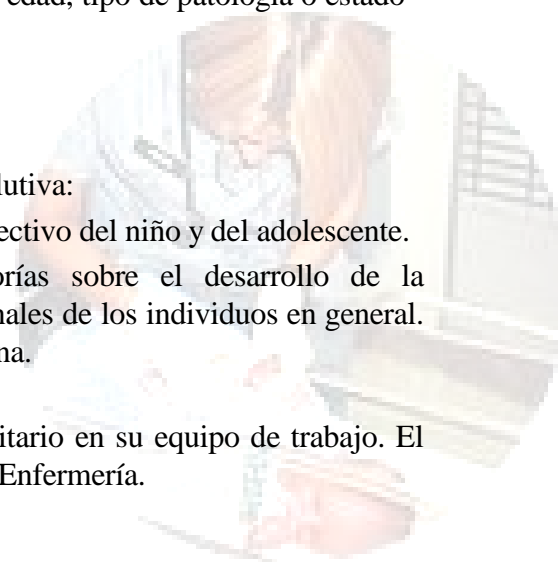 edad, tipo de patología o estado
lutiva:
ectivo del niño y del adolescente.
orías sobre el desarrollo de la
nales de los individuos en general.
na.
itario en su equipo de trabajo. El
Enfermería.